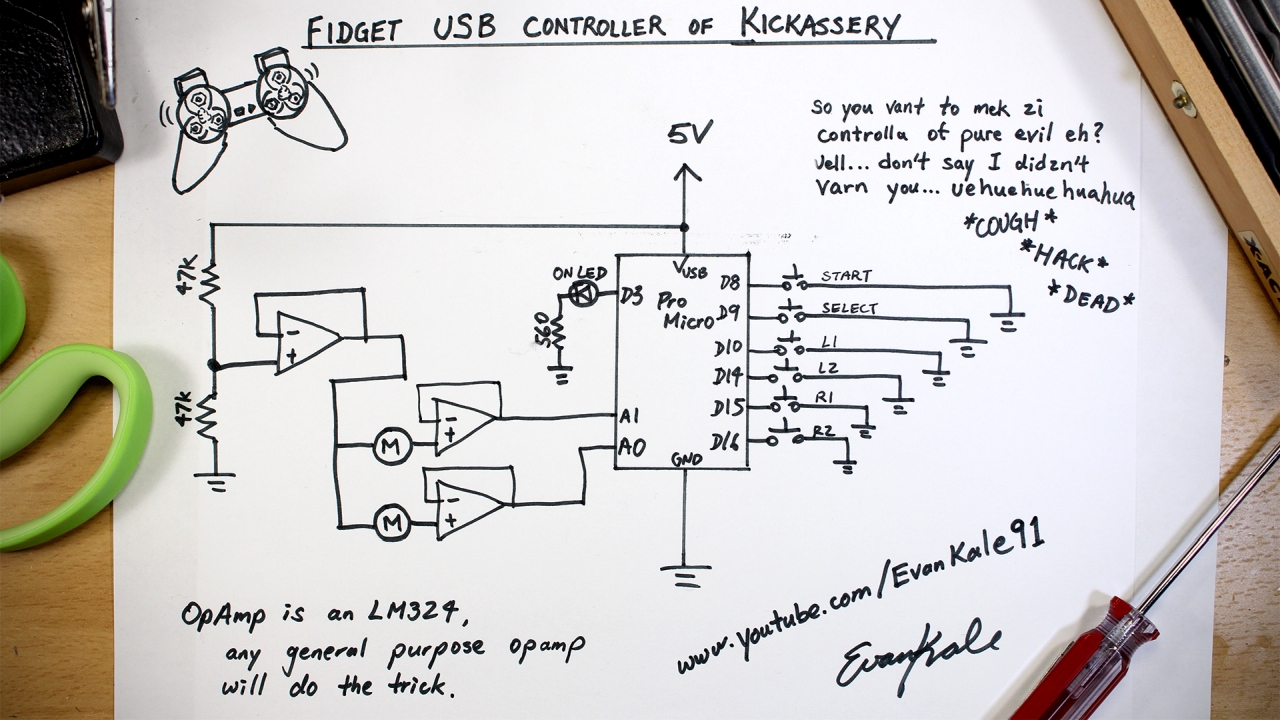 FIDGET USB CONTROLLER OF KICKASSERY
So you vant to mek zi
controlla of pure evil eh?
Vell... don't say I didzn't
varn you... uehuehuehuahua
*COUGH*
*HACK*
*DEAD*
5V
47K
47K
-
+
ON LED
560
VUSB
D3
Pro
Micro
D8
START
D9
SELECT
D10
L1
D14
L2
D15
R1
D16
R2
A1
A0
GND
-
+
M
-
+
M
OpAmp is an LM324,
any general purpose opamp
will do the trick.
www.youtube.com/EvanKale91
EvanKale
X-AC